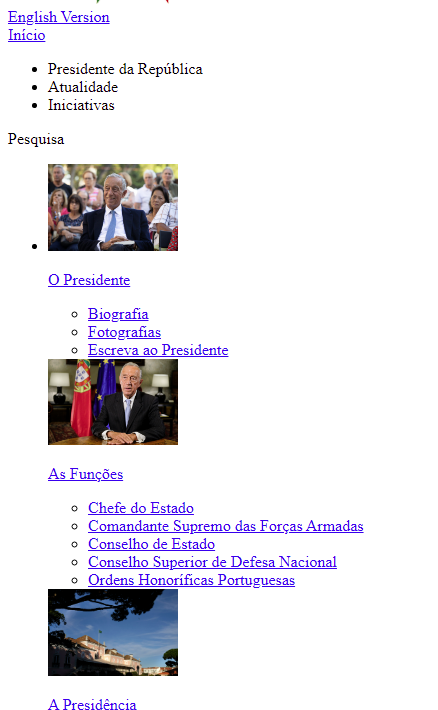 English Version
Início
Presidente da República
Atualidade
Iniciativas
Pesquisa
O Presidente
Biografia
Fotografias
Escreva ao Presidente
As Funções
Chefe do Estado
Comandante Supremo das Forças Armadas
Conselho de Estado
Conselho Superior de Defesa Nacional
Ordens Honoríficas Portuguesas
A Presidência